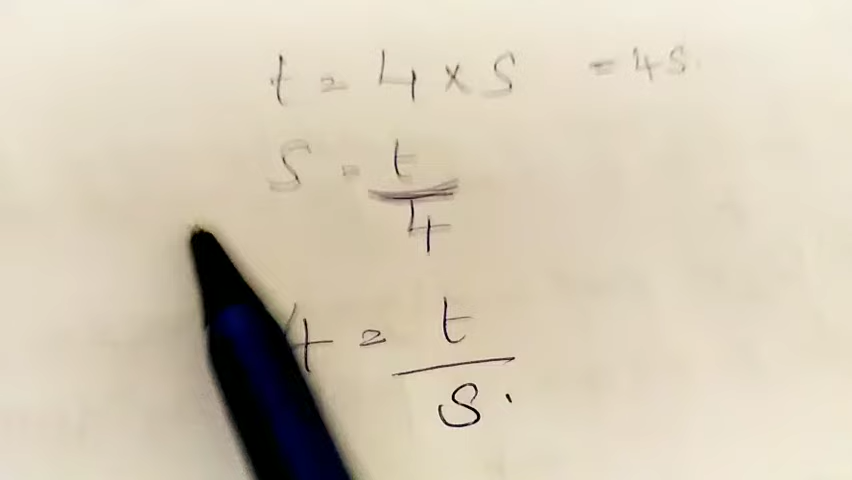 t = 4 × S = 4S.
S = t/4
4 = t/S.